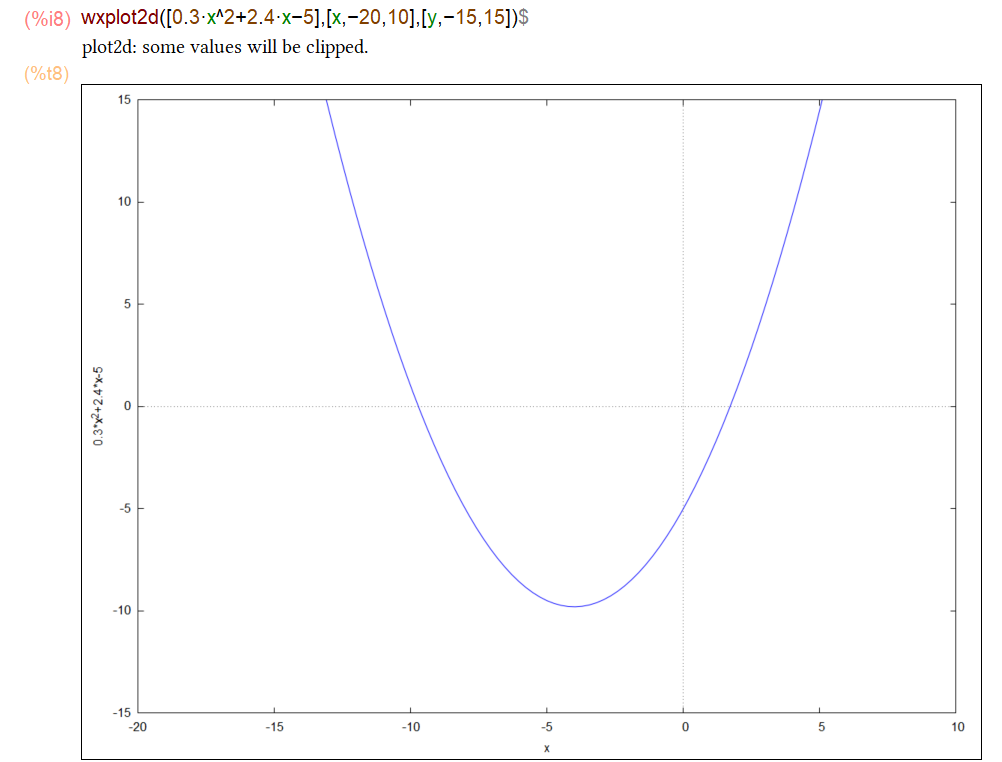 (%i8) wxplot2d([0.3·x^2+2.4·x−5],[x,−20,10],[y,−15,15])$
plot2d: some values will be clipped.
(%t8)
15
10
5
0
-5
-10
-15
0.3*x²+2.4*x-5
-20 -15 -10 -5 0 5 10
x